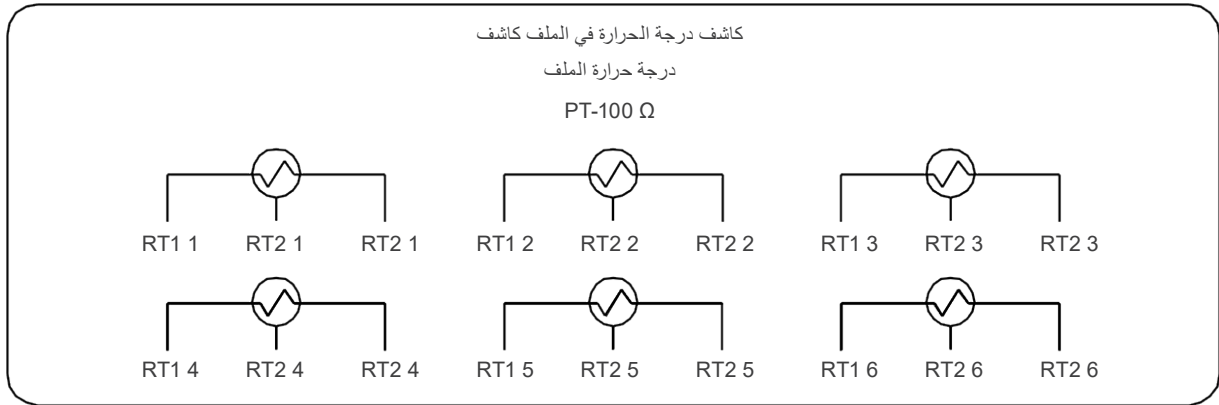 كاشف درجة الحرارة في الملف كاشف
درجة حرارة الملف
PT-100 Ω
RT1 1 RT2 1 RT2 1 RT1 2 RT2 2 RT2 2 RT1 3 RT2 3 RT2 3
RT1 4 RT2 4 RT2 4 RT1 5 RT2 5 RT2 5 RT1 6 RT2 6 RT2 6